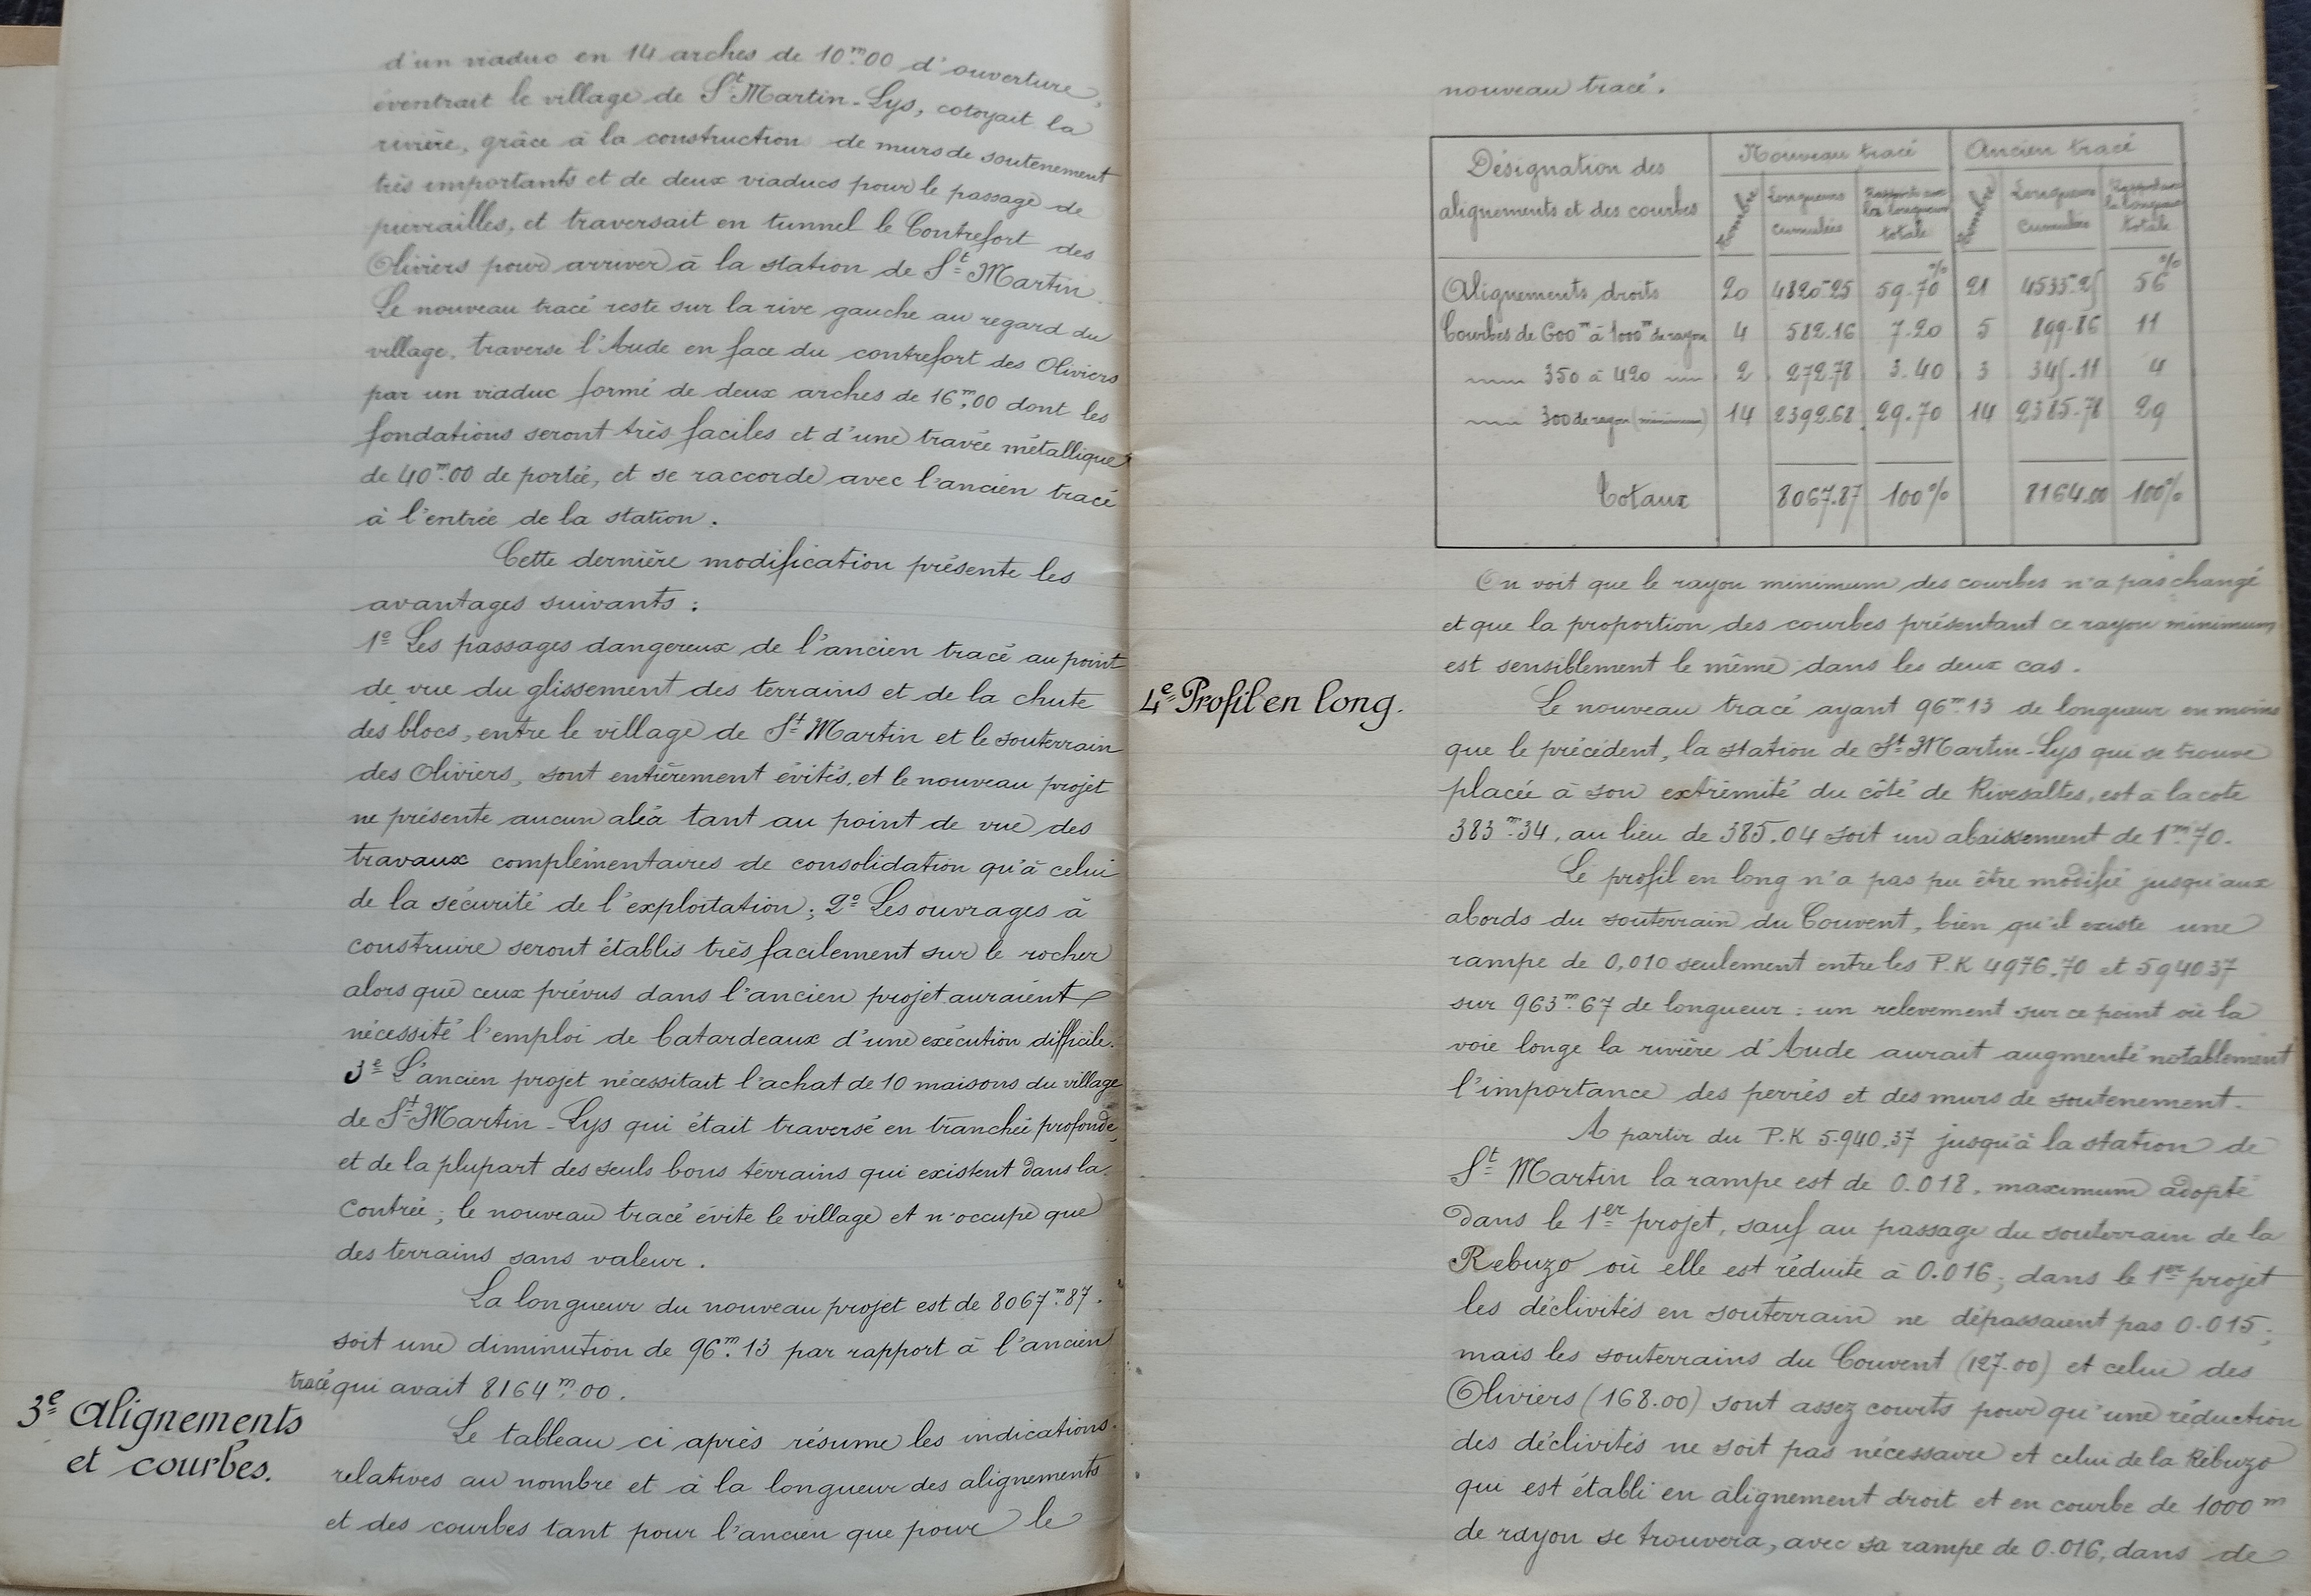 d'un viaduc en 14 arches de 10.m00 d'ouverture,
éventrait le village de St Martin-Lys, cotoyait la
rivière, grâce à la construction de murs de soutenement
très importants et de deux viaducs pour le passage de
pierrailles, et traversait en tunnel le Contrefort des
Oliviers pour arriver à la station de St Martin.
Le nouveau tracé reste sur la rive gauche au regard du
village, traverse l'Aude en face du contrefort des Oliviers
par un viaduc formé de deux arches de 16.m00 dont les
fondations seront très faciles et d'une travée métallique
de 40.m00 de portée, et se raccorde avec l'ancien tracé
à l'entrée de la station.
Cette dernière modification présente les
avantages suivants :
1º Les passages dangereux de l'ancien tracé au point
de vue du glissement des terrains et de la chute
des blocs, entre le village de St Martin et le souterrain
des Oliviers, sont entièrement évités, et le nouveau projet
ne présente aucun aléa tant au point de vue des
travaux complémentaires de consolidation qu'à celui
de la sécurité de l'exploitation; 2º Les ouvrages à
construire seront établis très facilement sur le rocher
alors que ceux prévus dans l'ancien projet auraient
nécessité l'emploi de batardeaux d'une exécution difficile.
3e L'ancien projet nécessitait l'achat de 10 maisons du village
de St Martin-Lys qui était traversé en tranchée profonde,
et de la plupart des seuls bons terrains qui existent dans la
contrée; le nouveau tracé évite le village et n'occupe que
des terrains sans valeur.
La longueur du nouveau projet est de 8067.m87.
soit une diminution de 96.m13 par rapport à l'ancien
tracé qui avait 8164.m00.
3e Alignements
et courbes.
Le tableau ci après résume les indications
relatives au nombre et à la longueur des alignements
et des courbes tant pour l'ancien que pour le
nouveau tracé.
Désignation des alignements et des courbes | Nouveau tracé | Ancien tracé
Nombre | Longueurs cumulées | Rapports avec la longueur totale | Nombre | Longueurs cumulées | Rapport avec la longueur totale
Alignements droits | 20 | 4820.25 | 59.70 % | 21 | 4535.25 | 56 %
Courbes de 600m à 1000m de rayon | 4 | 582.16 | 7.20 | 5 | 899.86 | 11
350 à 420 | 2 | 272.78 | 3.40 | 3 | 345.11 | 4
300 de rayon (minimum) | 14 | 2392.68 | 29.70 | 14 | 2385.78 | 29
Totaux | 8067.87 | 100% | 8164.00 | 100%
On voit que le rayon minimum des courbes n'a pas changé
et que la proportion des courbes présentant ce rayon minimum
est sensiblement le même dans les deux cas.
4e Profil en long.
Le nouveau tracé ayant 96.m13 de longueur en moins
que le précédent, la station de St Martin-Lys qui se trouve
placée à son extrémité du côté de Rivesaltes, est à la cote
383.m34, au lieu de 385.04 soit un abaissement de 1.m70.
Le profil en long n'a pas pu être modifié jusqu'aux
abords du souterrain du Couvent, bien qu'il existe une
rampe de 0,010 seulement entre les P.K 4976,70 et 5940.37
sur 963.m67 de longueur : un relevement sur ce point où la
voie longe la rivière d'Aude aurait augmenté notablement
l'importance des perrés et des murs de soutenement.
A partir du P.K 5.940.37 jusqu'à la station de
St Martin la rampe est de 0.018, maximum adopté
dans le 1er projet, sauf au passage du souterrain de la
Rebuzo où elle est réduite à 0.016; dans le 1er projet
les déclivités en souterrain ne dépassaient pas 0.015;
mais les souterrains du Couvent (127.00) et celui des
Oliviers (168.00) sont assez courts pour qu'une réduction
des déclivités ne soit pas nécessaire et celui de la Rebuzo
qui est établi en alignement droit et en courbe de 1000m
de rayon se trouvera, avec sa rampe de 0.016, dans de